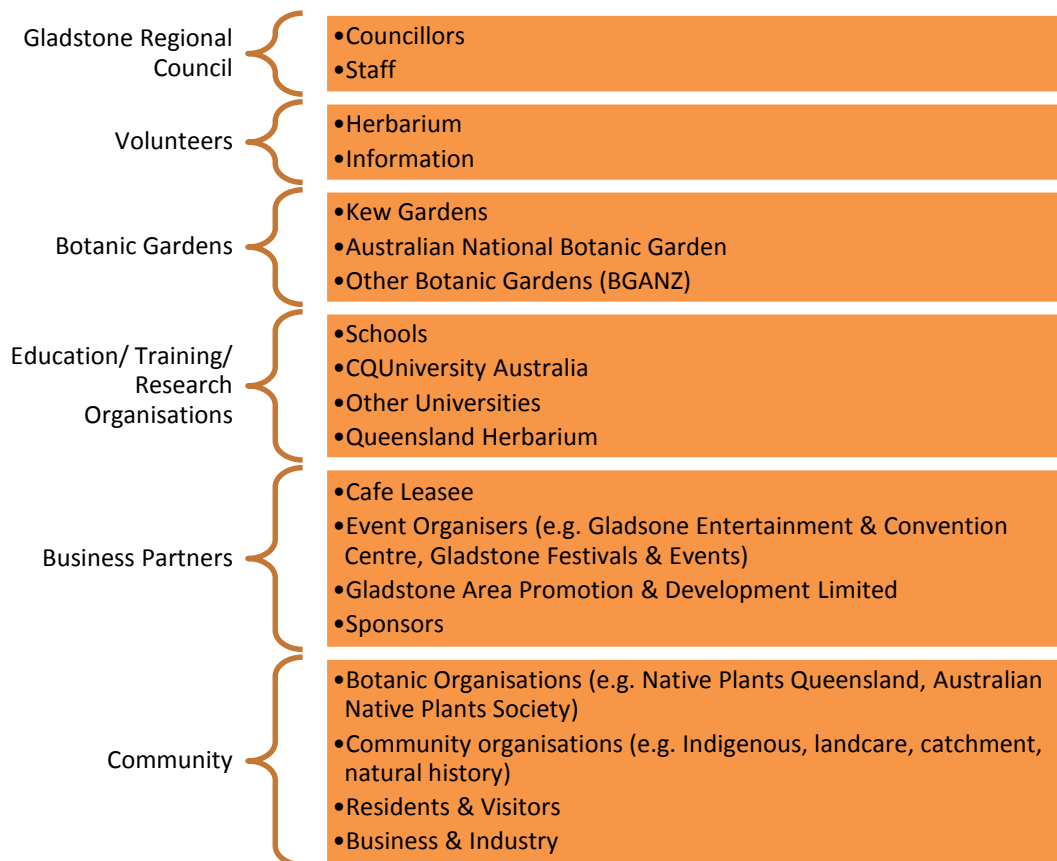 Gladstone Regional
Council
•Councillors
•Staff
Volunteers
•Herbarium
•Information
Botanic Gardens
•Kew Gardens
•Australian National Botanic Garden
•Other Botanic Gardens (BGANZ)
Education/ Training/
Research
Organisations
•Schools
•CQUniversity Australia
•Other Universities
•Queensland Herbarium
Business Partners
•Cafe Leasee
•Event Organisers (e.g. Gladsone Entertainment & Convention
Centre, Gladstone Festivals & Events)
•Gladstone Area Promotion & Development Limited
•Sponsors
Community
•Botanic Organisations (e.g. Native Plants Queensland, Australian
Native Plants Society)
•Community organisations (e.g. Indigenous, landcare, catchment,
natural history)
•Residents & Visitors
•Business & Industry